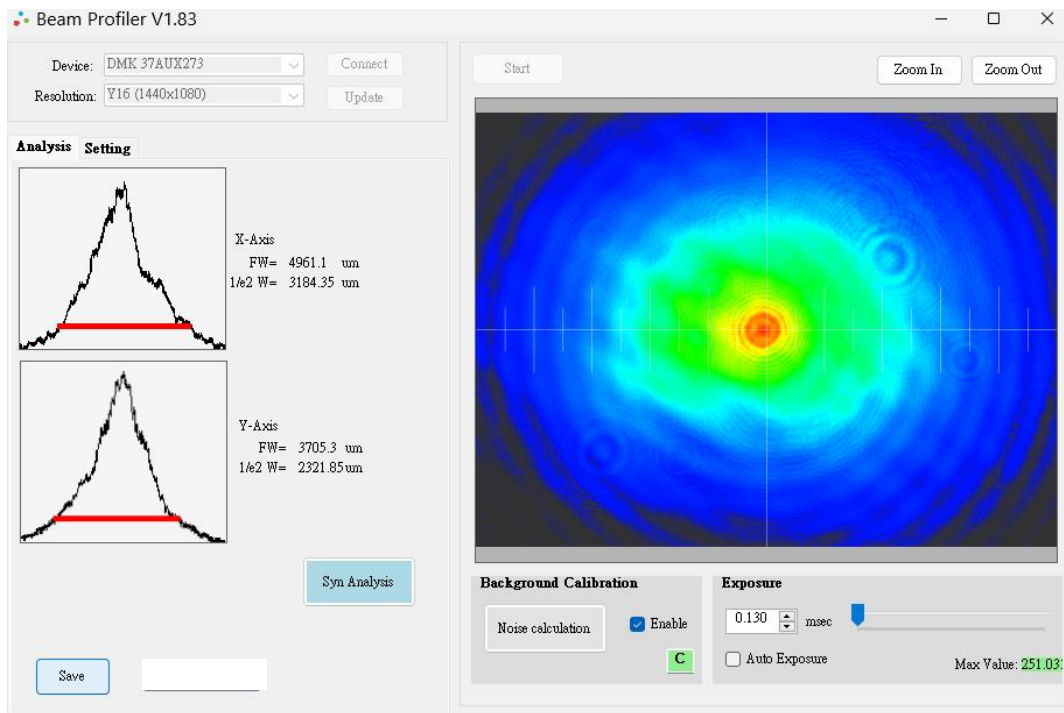 Beam Profiler V1.83
Device: DMK 37AUX273 Connect
Resolution: Y16 (1440x1080) Update
Analysis Setting
X-Axis
FW= 4961.1 um
1/e2 W= 3184.35 um
Y-Axis
FW= 3705.3 um
1/e2 W= 2321.85um
Syn Analysis
Save
Start Zoom In Zoom Out
Background Calibration
Noise calculation Enable
C
Exposure
0.130 msec
Auto Exposure Max Value: 251.031